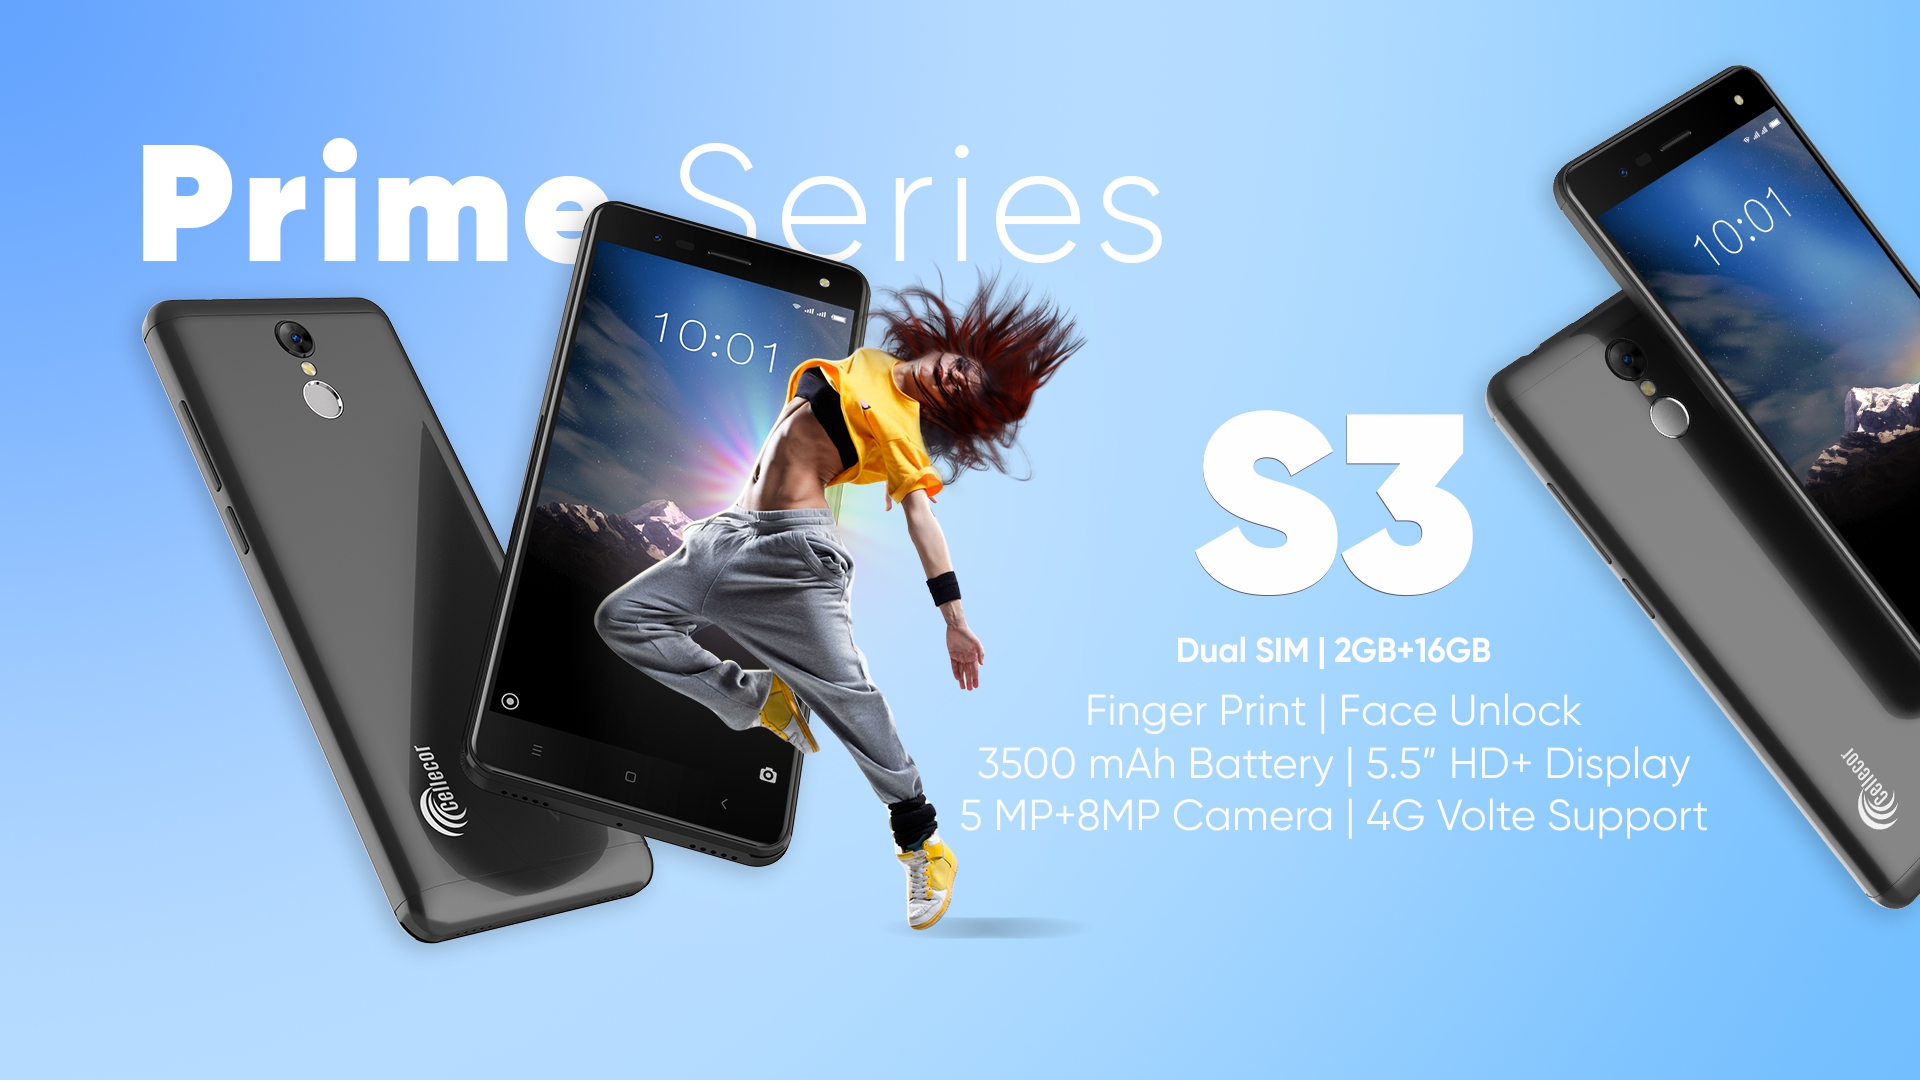 Prime Series
10:01
10:01
S3
Dual SIM | 2GB+16GB
Finger Print | Face Unlock
3500 mAh Battery | 5.5” HD+ Display
5 MP+8MP Camera | 4G Volte Support
Cellecor
Cellecor